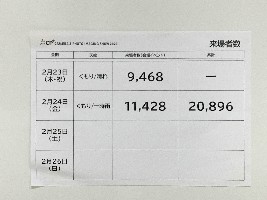 来場者数
2月23日
(木・祝)
くもり/晴れ
9,468
―
2月24日
(金)
くもり/一時雨
11,428
20,896
2月25日
(土)
2月26日
(日)